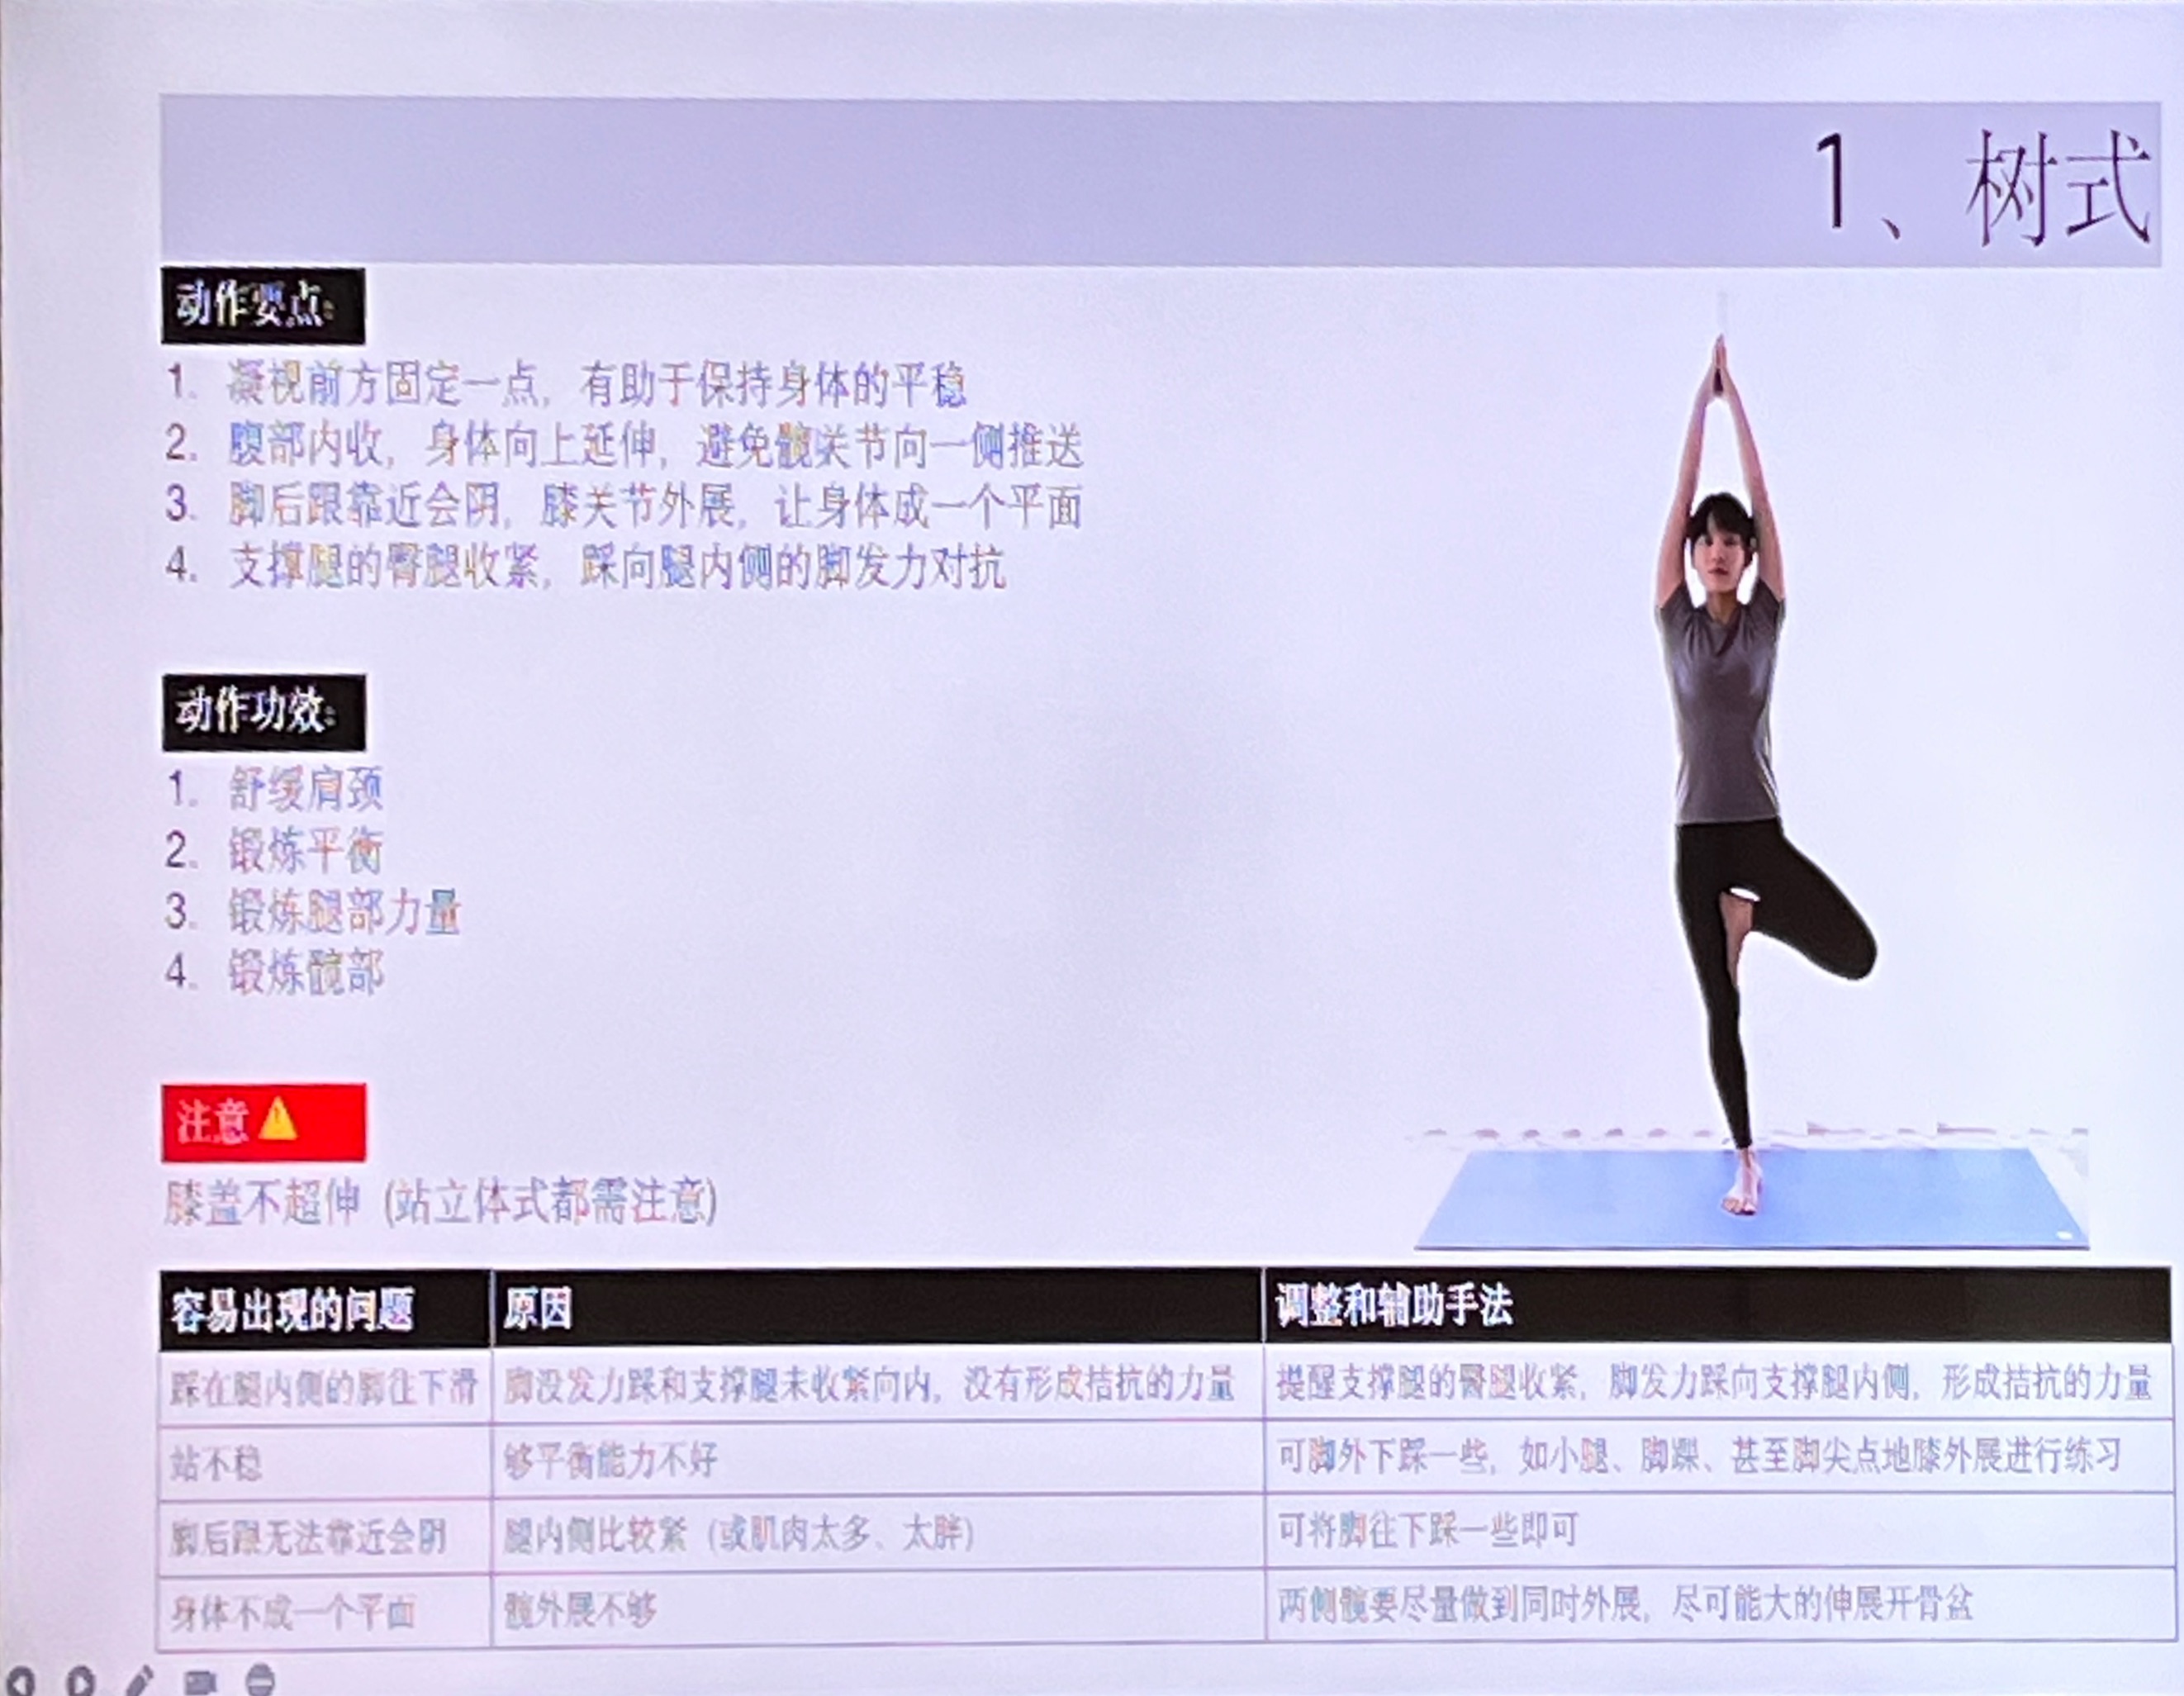 1、树式
动作要点:
1. 凝视前方固定一点，有助于保持身体的平稳
2. 腹部内收，身体向上延伸，避免髋关节向一侧推送
3. 脚后跟靠近会阴，膝关节外展，让身体成一个平面
4. 支撑腿的臀腿收紧，踩向腿内侧的脚发力对抗
动作功效:
1. 舒缓肩颈
2. 锻炼平衡
3. 锻炼腿部力量
4. 锻炼髋部
注意
膝盖不超伸 (站立体式都需注意)
容易出现的问题 原因 调整和辅助手法
踩在腿内侧的脚往下滑 脚没发力踩和支撑腿未收紧向内，没有形成拮抗的力量 提醒支撑腿的臀腿收紧，脚发力踩向支撑腿内侧，形成拮抗的力量
站不稳 够平衡能力不好 可脚外下踩一些，如小腿、脚踝、甚至脚尖点地膝外展进行练习
脚后跟无法靠近会阴 腿内侧比较紧（或肌肉太多、太胖） 可将脚往下踩一些即可
身体不成一个平面 髋外展不够 两侧髋要尽量做到同时外展，尽可能大的伸展开骨盆